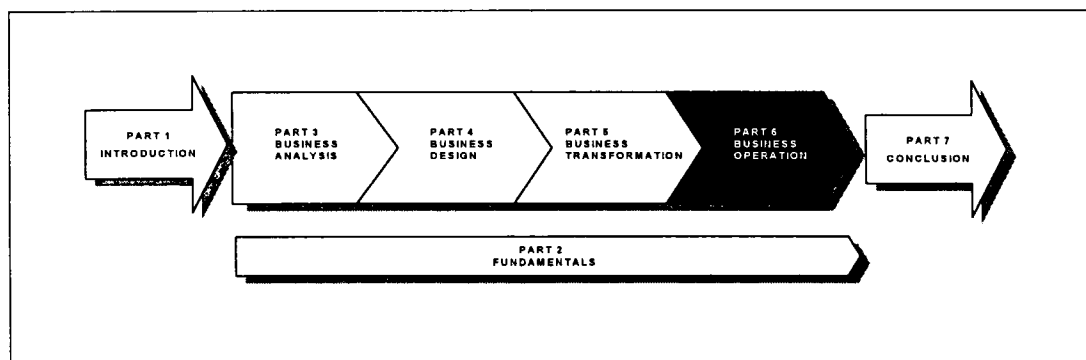 PART 1
INTRODUCTION
PART 3
BUSINESS
ANALYSIS
PART 4
BUSINESS
DESIGN
PART 5
BUSINESS
TRANSFORMATION
PART 6
BUSINESS
OPERATION
PART 7
CONCLUSION
PART 2
FUNDAMENTALS